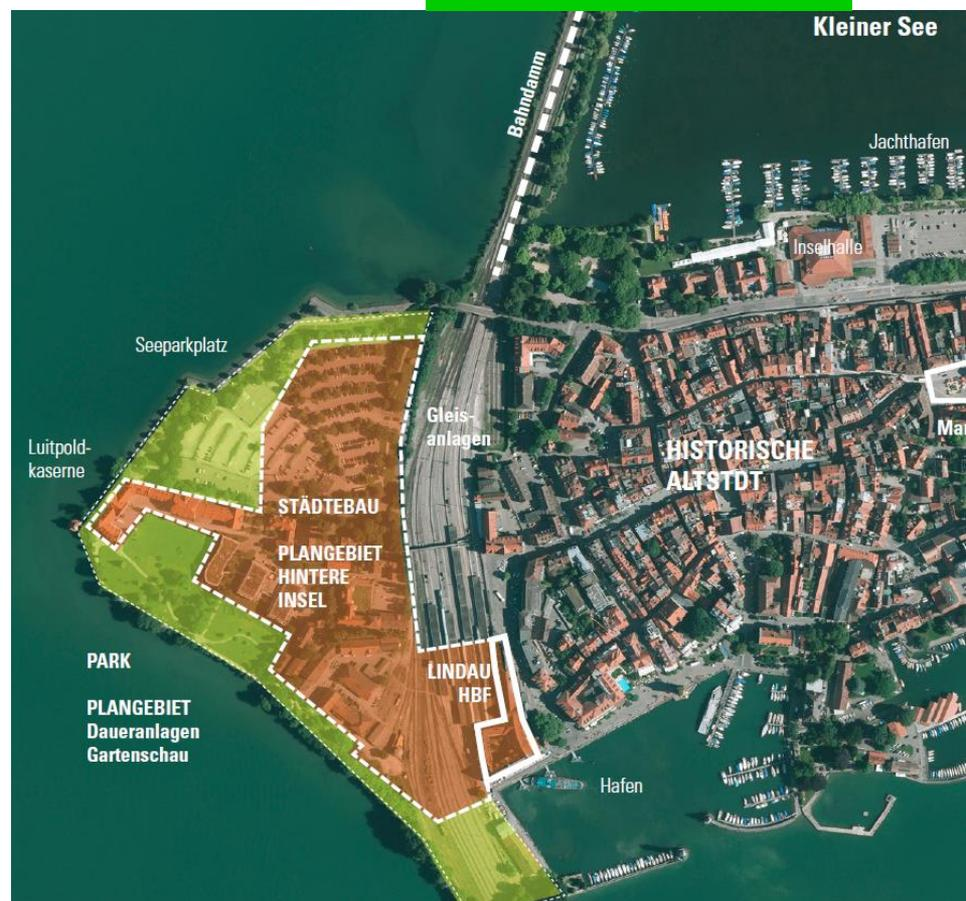 Kleiner See
Bahndamm
Jachthafen
Inselhalle
Seeparkplatz
Luitpold-
kaserne
Gleis-
anlagen
HISTORISCHE
ALTSTDT
Mar
STÄDTEBAU
PLANGEBIET
HINTERE
INSEL
PARK
PLANGEBIET
Daueranlagen
Gartenschau
LINDAU
HBF
Hafen